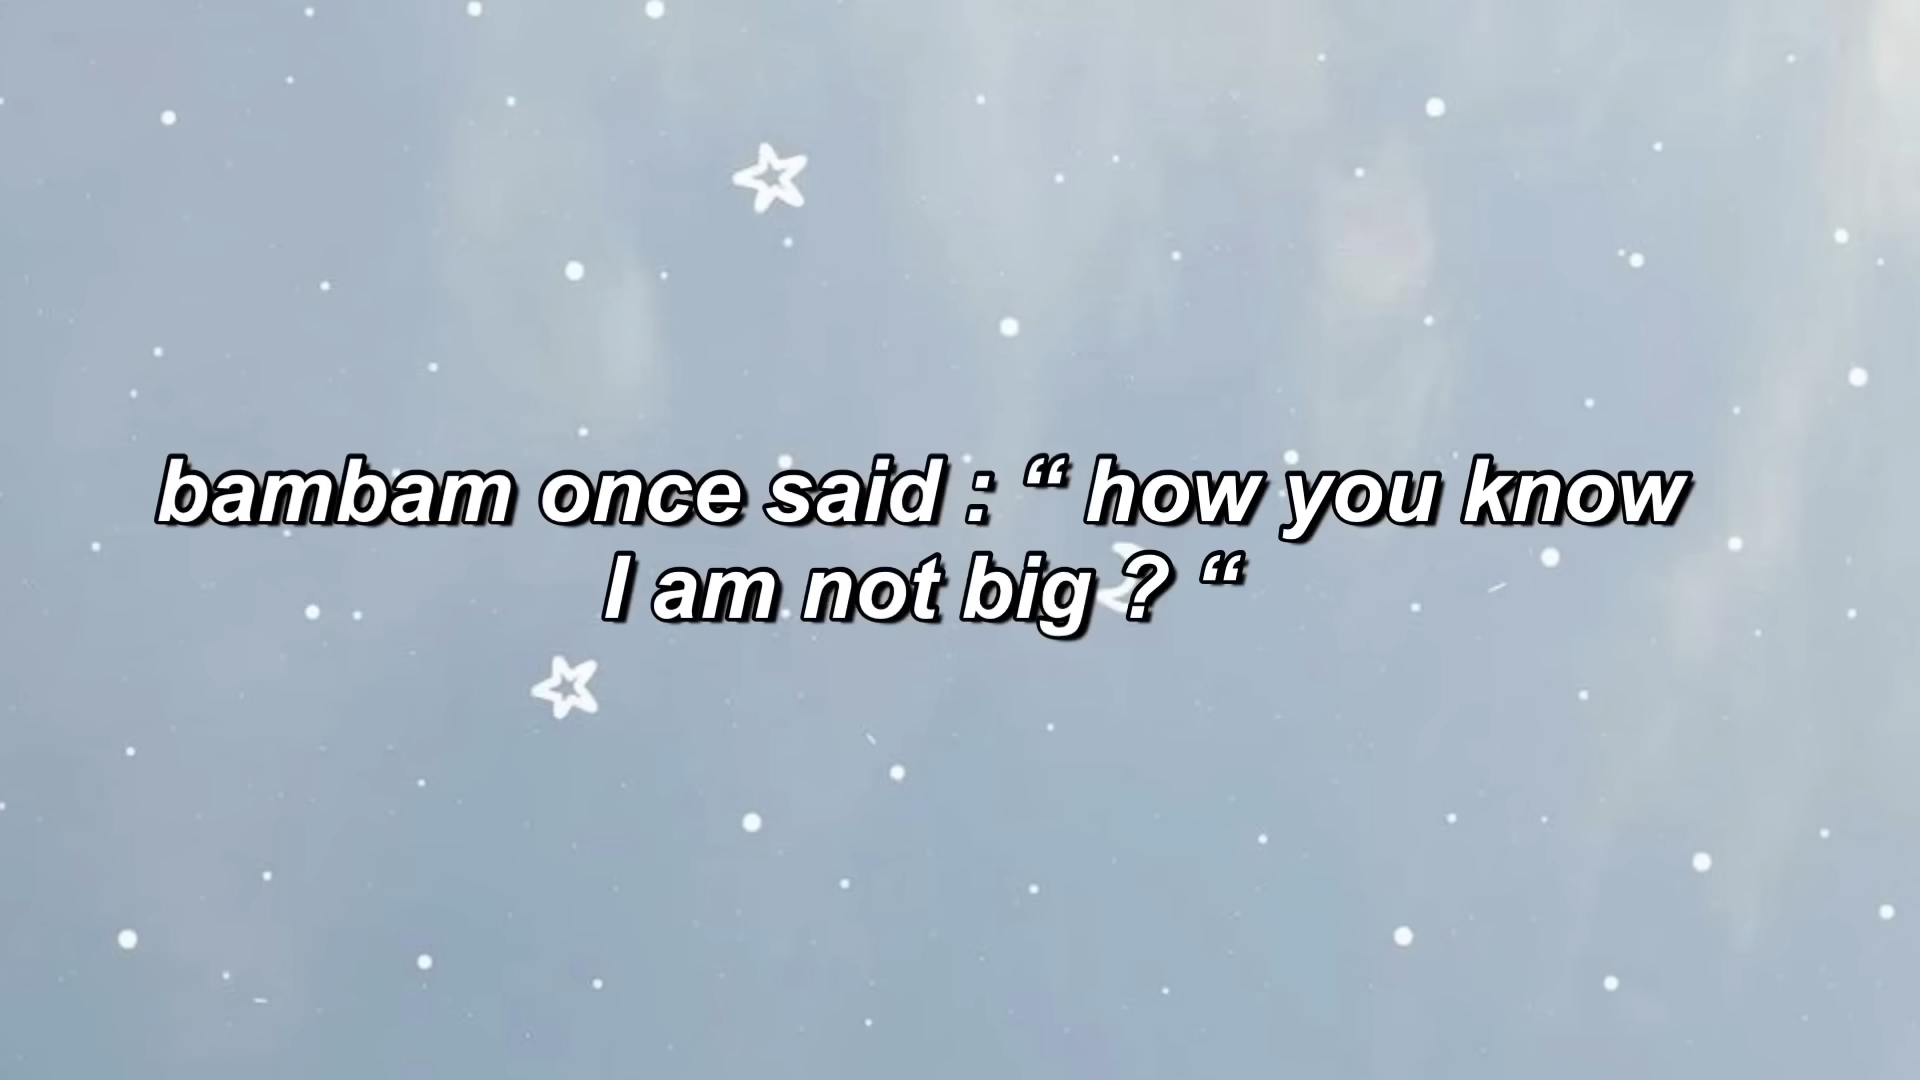 bambam once said : “ how you know
I am not big ? “